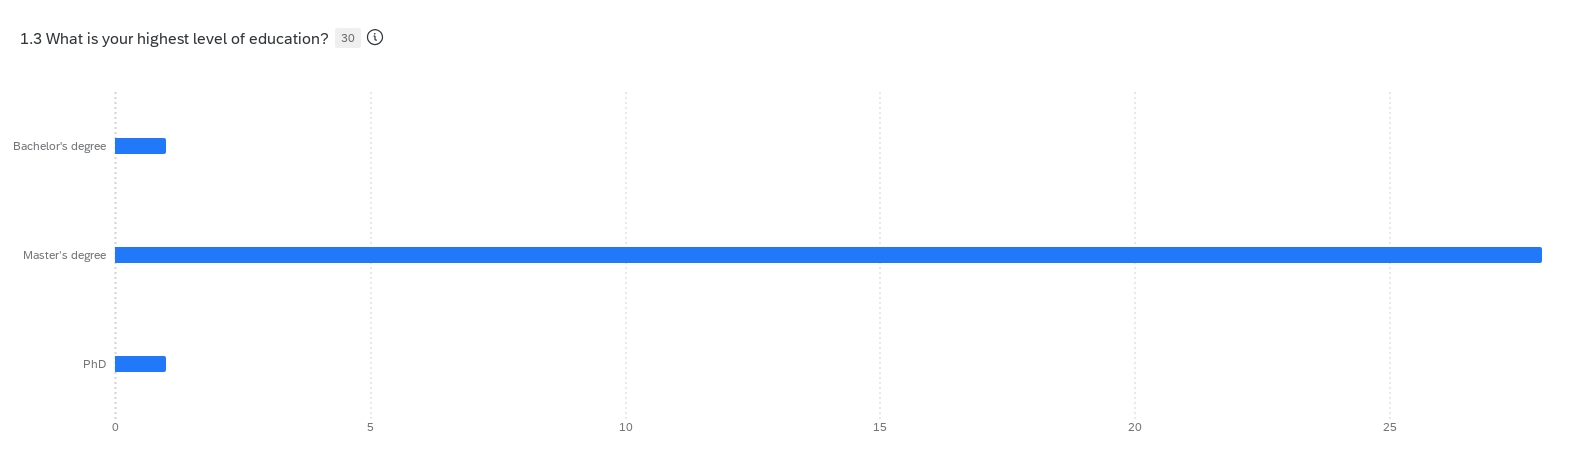 1.3 What is your highest level of education? 30
Bachelor's degree
Master's degree
PhD
0 5 10 15 20 25